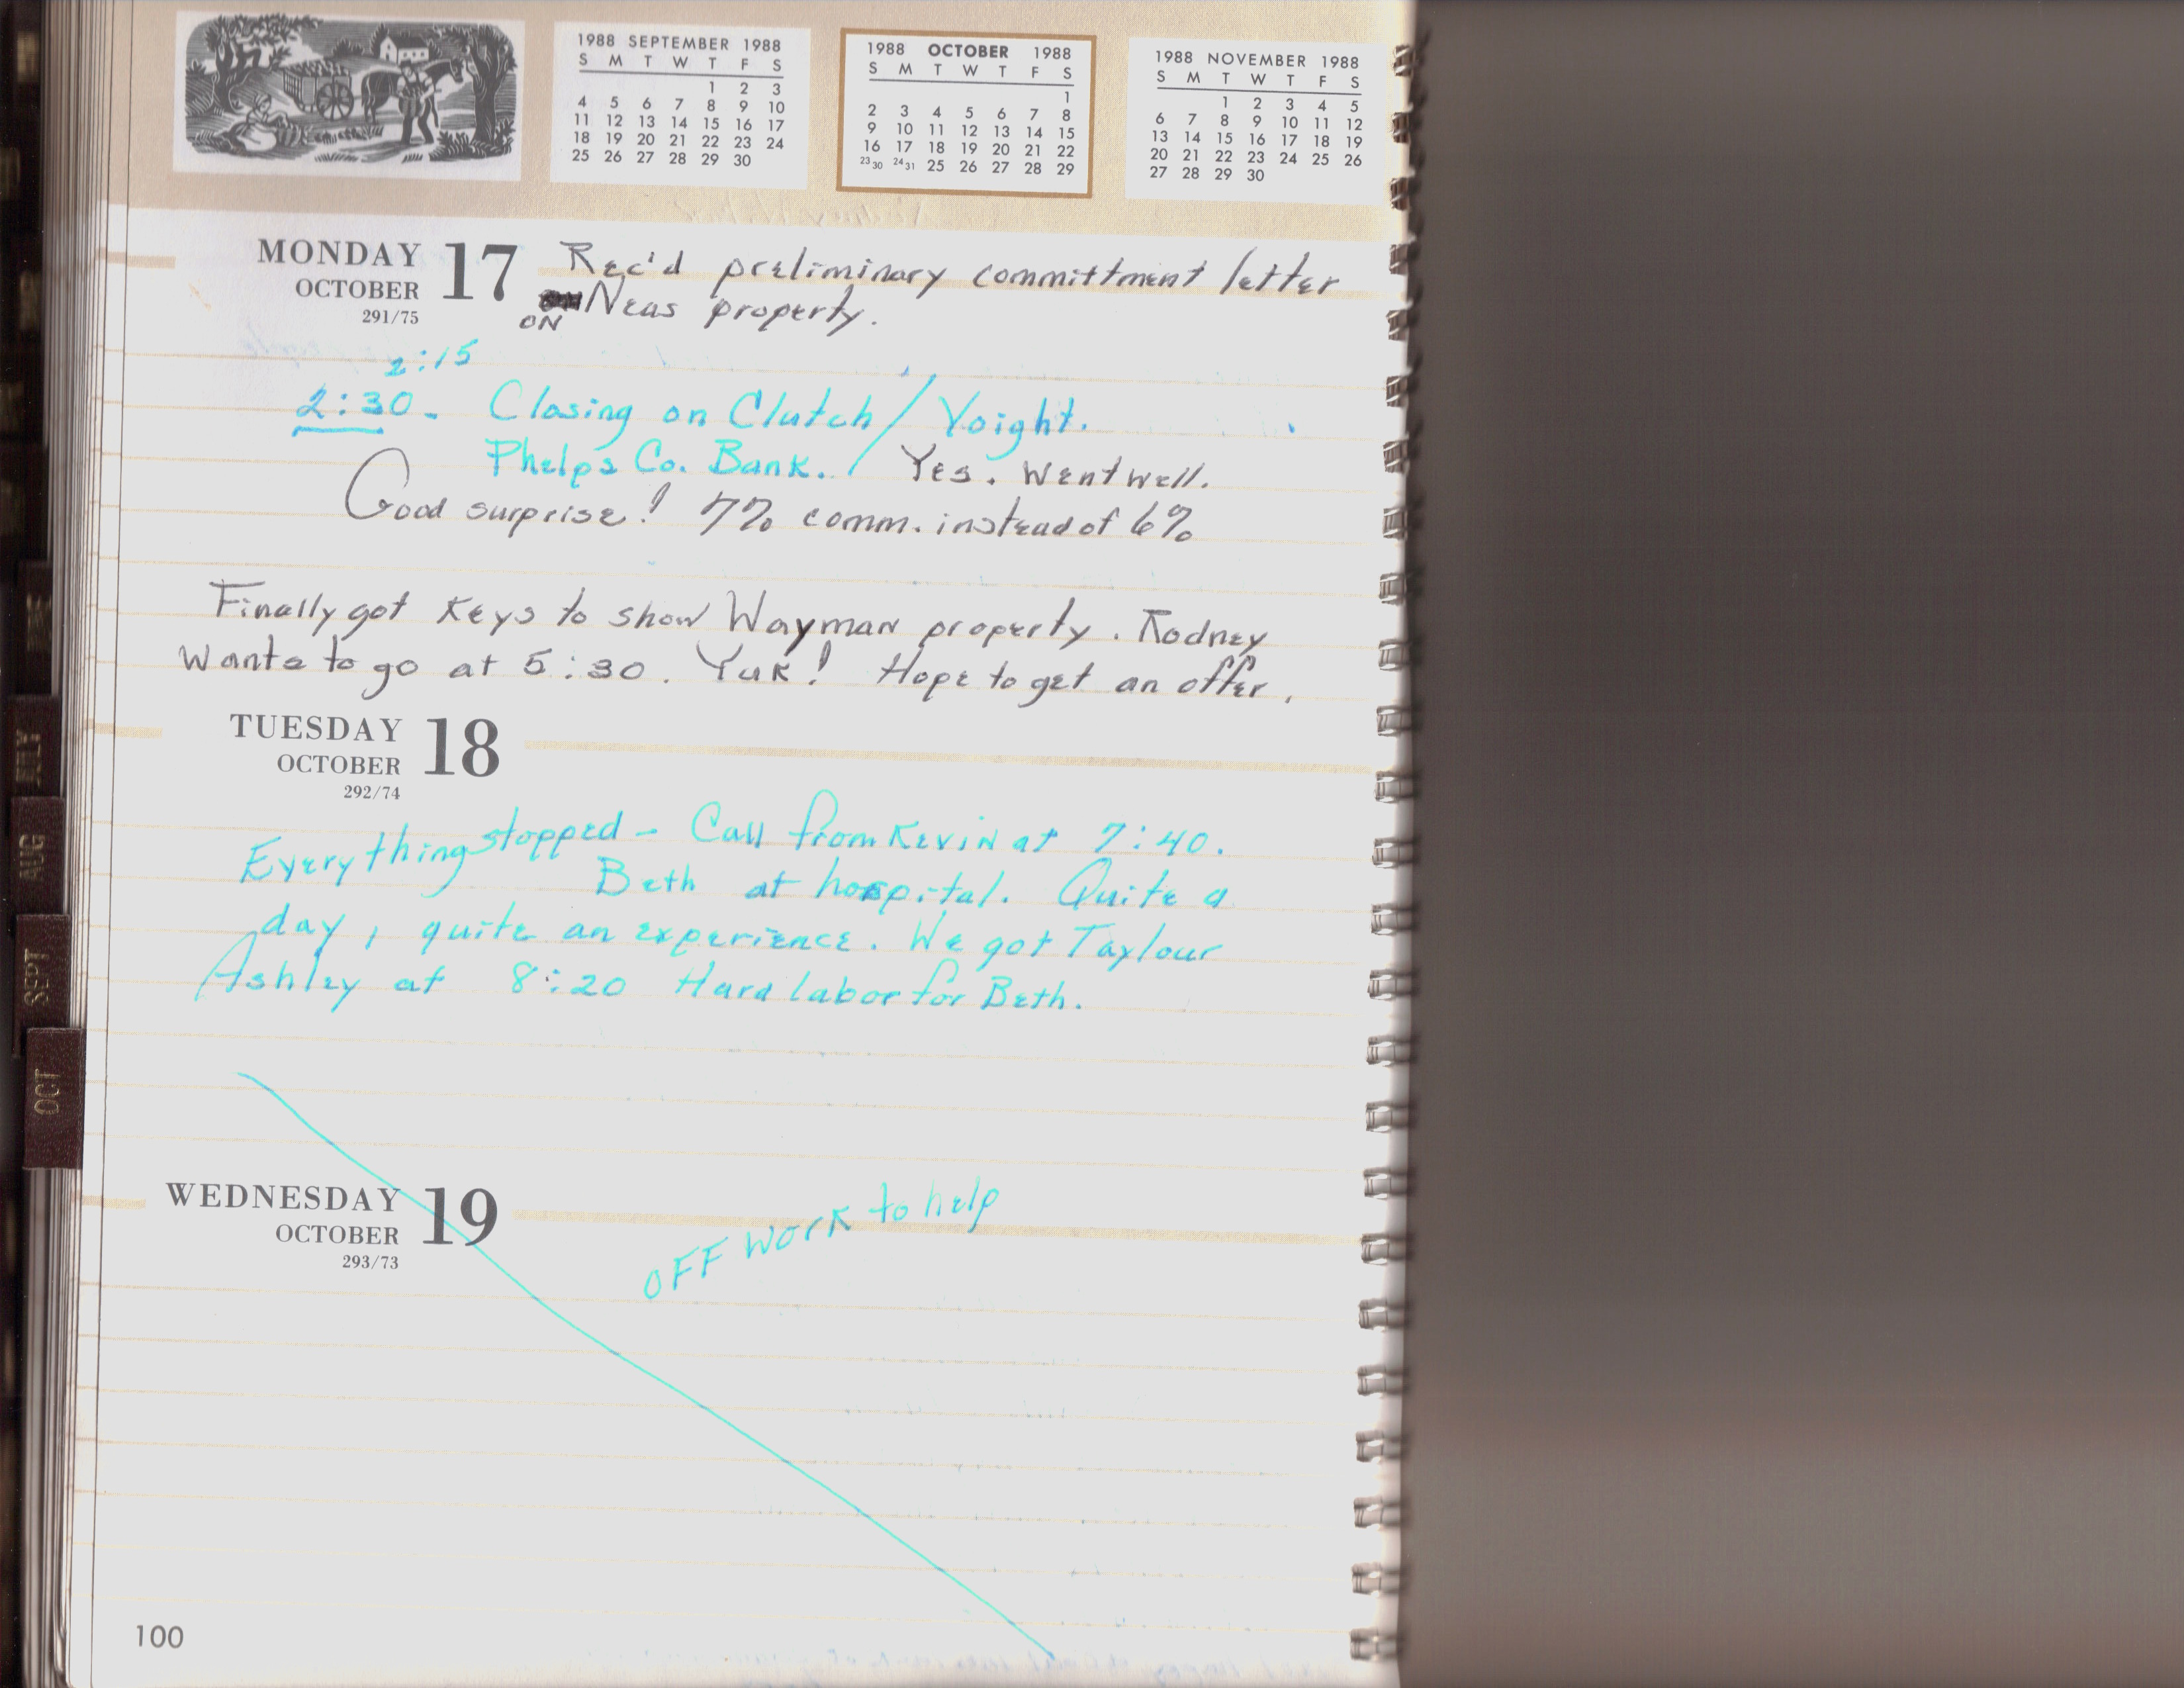 1988 SEPTEMBER 1988
S M T W T F S
1 2 3
4 5 6 7 8 9 10
11 12 13 14 15 16 17
18 19 20 21 22 23 24
25 26 27 28 29 30
1988 OCTOBER 1988
S M T W T F S
1
2 3 4 5 6 7 8
9 10 11 12 13 14 15
16 17 18 19 20 21 22
23 30 24 31 25 26 27 28 29
1988 NOVEMBER 1988
S M T W T F S
1 2 3 4 5
6 7 8 9 10 11 12
13 14 15 16 17 18 19
20 21 22 23 24 25 26
27 28 29 30
MONDAY 17
OCTOBER
291/75
Rec'd preliminary committment letter
ON Neas property.
2:15
2:30 - Closing on Clutch / Voight.
Phelps Co. Bank. / Yes. Went well.
Good surprise! 7% comm. instead of 6%
Finally got keys to show Wayman property. Rodney
wants to go at 5:30. Yuk! Hope to get an offer.
TUESDAY 18
OCTOBER
292/74
Everything stopped - Call from Kevin at 7:40.
Beth at hospital. Quite a
day, quite an experience. We got Taylour
Ashley at 8:20 Hard labor for Beth.
WEDNESDAY 19
OCTOBER
293/73
OFF work to help
100
JULY
AUG
SEPT
OCT